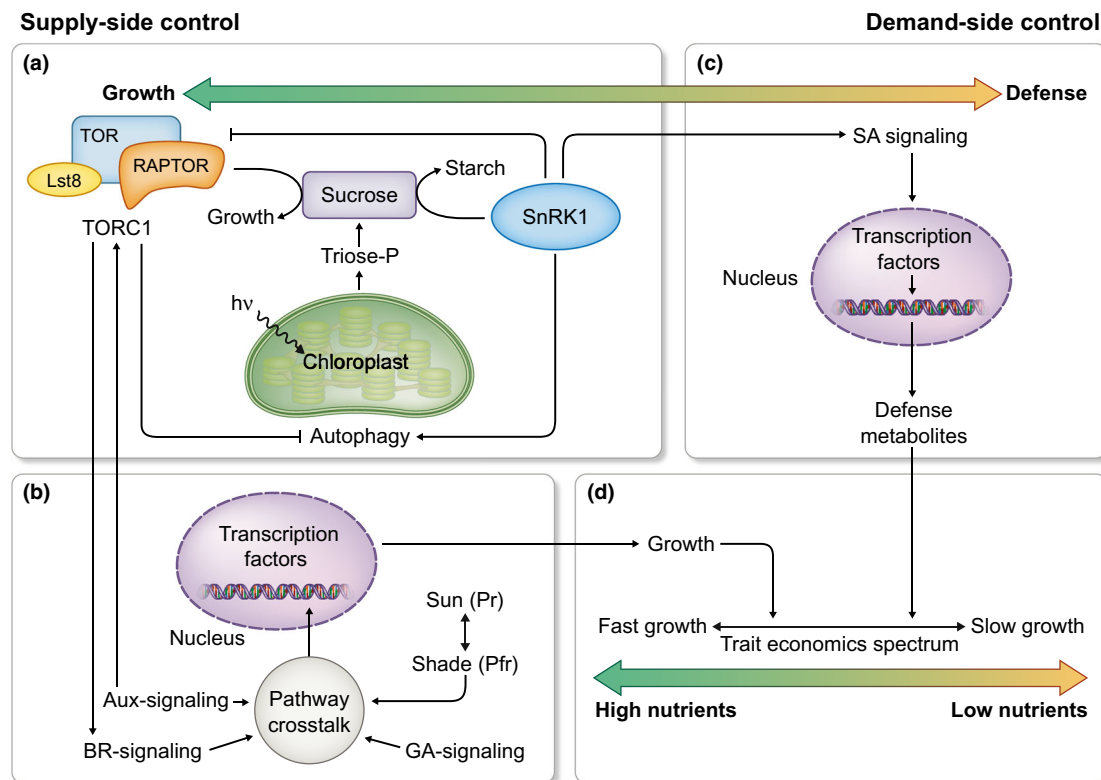 Supply-side control
Demand-side control
(a)
Growth
Defense
TOR
RAPTOR
Lst8
TORC1
Growth
Sucrose
Starch
SnRK1
Triose-P
hν
Chloroplast
Autophagy
(c)
SA signaling
Transcription
factors
Nucleus
Defense
metabolites
(b)
Transcription
factors
Nucleus
Sun (Pr)
Shade (Pfr)
Aux-signaling
Pathway
crosstalk
BR-signaling
GA-signaling
(d)
Growth
Fast growth
Slow growth
Trait economics spectrum
High nutrients
Low nutrients